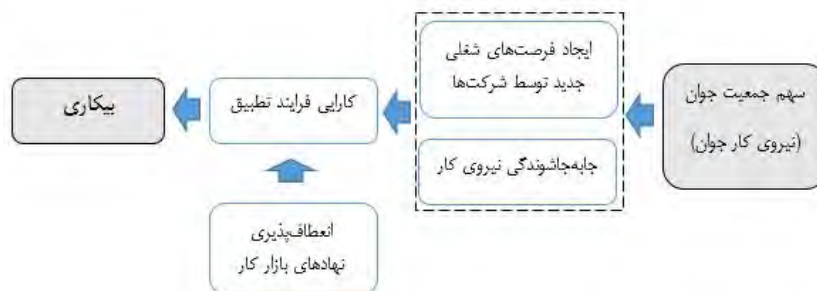 سهم جمعیت جوان
(نیروی کار جوان)
ایجاد فرصت‌های شغلی
جدید توسط شرکت‌ها
جابه‌جاشوندگی نیروی کار
کارایی فرایند تطبیق
انعطاف‌پذیری
نهادهای بازار کار
بیکاری